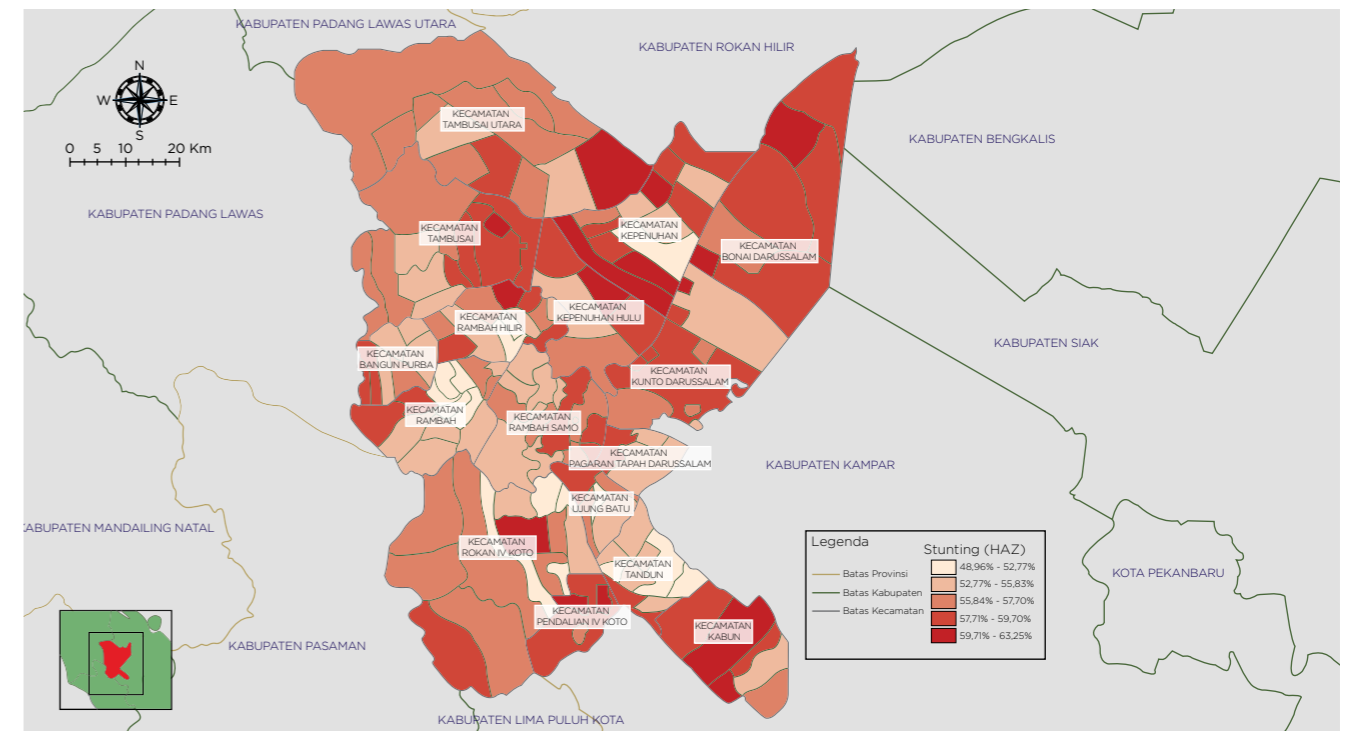 KABUPATEN PADANG LAWAS UTARA
KABUPATEN ROKAN HILIR
N
W
E
S
0 5 10 20 Km
KECAMATAN
TAMBUSAI UTARA
KABUPATEN BENGKALIS
KABUPATEN PADANG LAWAS
KECAMATAN
TAMBUSAI
KECAMATAN
KEPENUHAN
KECAMATAN
BONAI DARUSSALAM
KECAMATAN
RAMBAH HILIR
KECAMATAN
KEPENUHAN HULU
KABUPATEN SIAK
KECAMATAN
BANGUN PURBA
KECAMATAN
KUNTO DARUSSALAM
KECAMATAN
RAMBAH
KECAMATAN
RAMBAH SAMO
KECAMATAN
PAGARAN TAPAH DARUSSALAM
KABUPATEN KAMPAR
KECAMATAN
UJUNG BATU
KABUPATEN MANDAILING NATAL
KECAMATAN
ROKAN IV KOTO
KECAMATAN
TANDUN
KOTA PEKANBARU
KECAMATAN
PENDALIAN IV KOTO
KECAMATAN
KABUN
KABUPATEN PASAMAN
KABUPATEN LIMA PULUH KOTA
Legenda
Batas Provinsi
Batas Kabupaten
Batas Kecamatan
Stunting (HAZ)
48,96% - 52,77%
52,77% - 55,83%
55,84% - 57,70%
57,71% - 59,70%
59,71% - 63,25%